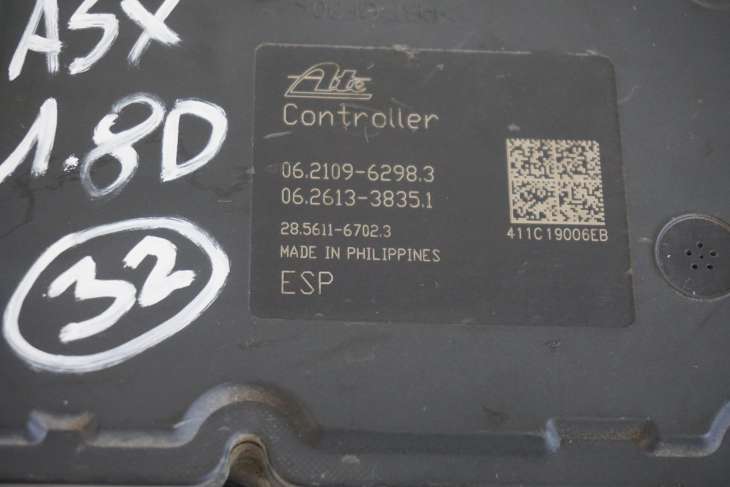 ASX
1.8D
32
Ate
Controller
06.2109-6298.3
06.2613-3835.1
28.5611-6702.3
MADE IN PHILIPPINES
ESP
411C19006EB